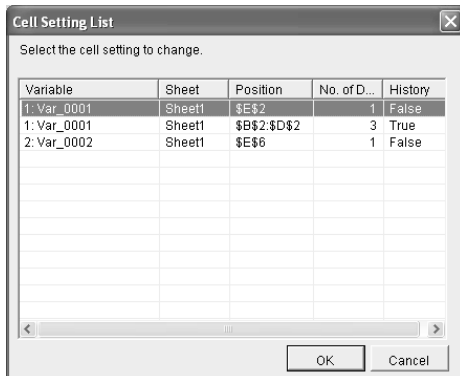 Cell Setting List
Select the cell setting to change.
Variable Sheet Position No. of D... History
1: Var_0001 Sheet1 $E$2 1 False
1: Var_0001 Sheet1 $B$2:$D$2 3 True
2: Var_0002 Sheet1 $E$6 1 False
OK Cancel